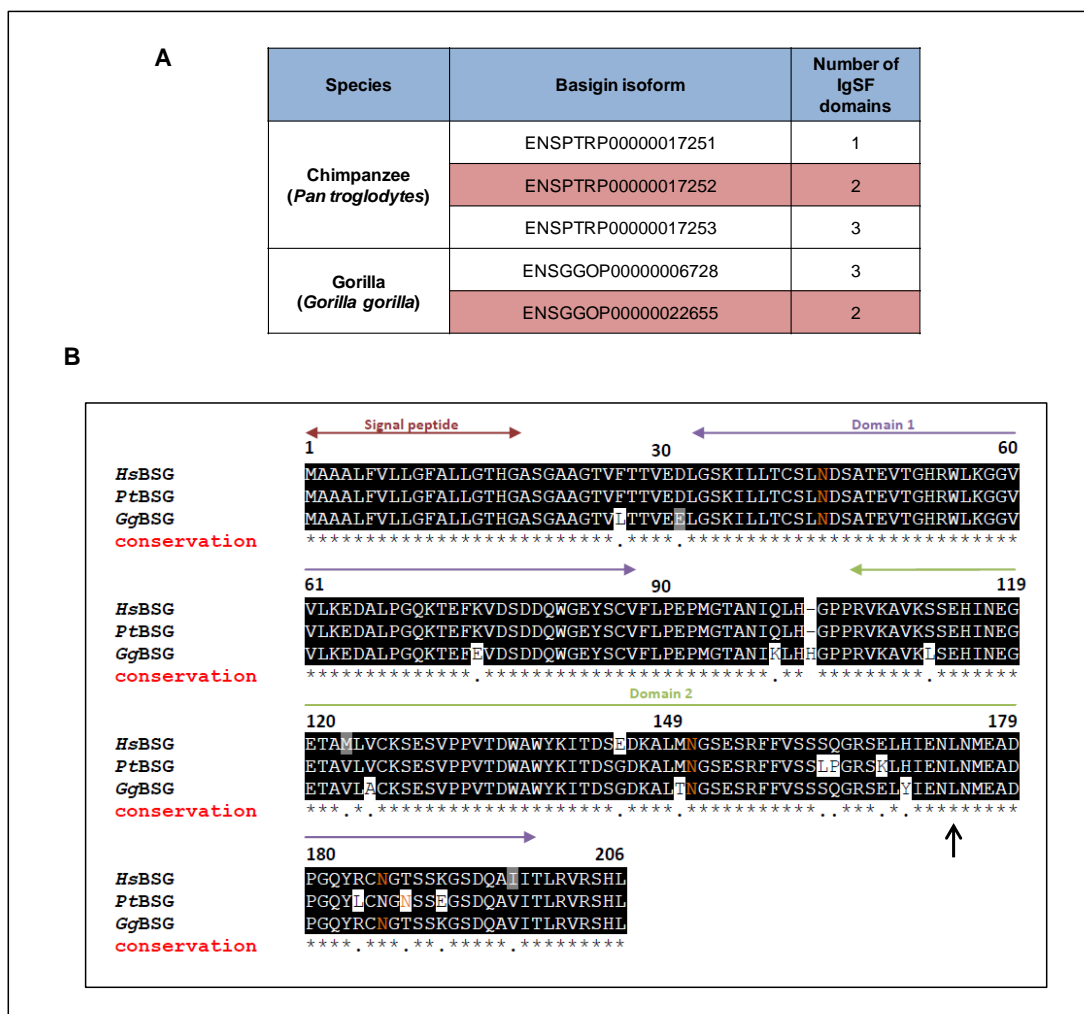 A
Species Basigin isoform Number of IgSF domains
Chimpanzee (Pan troglodytes)
ENSPTRP00000017251 1
ENSPTRP00000017252 2
ENSPTRP00000017253 3
Gorilla (Gorilla gorilla)
ENSGGOP00000006728 3
ENSGGOP00000022655 2
B
Signal peptide Domain 1
1 30 60
HsBSG MAAALFVLLGFALLGTHGASGAAGTVFTTVEDLGSKILLTCSLNDSATEVTGHRWLKGGV
PtBSG MAAALFVLLGFALLGTHGASGAAGTVFTTVEDLGSKILLTCSLNDSATEVTGHRWLKGGV
GgBSG MAAALFVLLGFALLGTHGASGAAGTVLTTVEELGSKILLTCSLNDSATEVTGHRWLKGGV
conservation **************************.****.****************************
61 90 119
HsBSG VLKEDALPGQKTEFKVDSDDQWGEYSCVFLPEPMGTANIQLH-GPPRVKAVKSSEHINEG
PtBSG VLKEDALPGQKTEFKVDSDDQWGEYSCVFLPEPMGTANIQLH-GPPRVKAVKSSEHINEG
GgBSG VLKEDALPGQKTEFEVDSDDQWGEYSCVFLPEPMGTANIKLHHGPPRVKAVKLSEHINEG
conservation **************.************************.** *********.*******
Domain 2
120 149 179
HsBSG ETAMLVCKSESVPPVTDWAWYKITDSEDKALMNGSESRFFVSSSQGRSELHIENLNMEAD
PtBSG ETAVLVCKSESVPPVTDWAWYKITDSGDKALMNGSESRFFVSSLPGRSKLHIENLNMEAD
GgBSG ETAVLACKSESVPPVTDWAWYKITDSGDKALTNGSESRFFVSSSQGRSELYIENLNMEAD
conservation ***.*.********************.****.***********..***.*.*********
180 206
HsBSG PGQYRCNGTSSKGSDQAIITLRVRSHL
PtBSG PGQYLCNGNSSEGSDQAVITLRVRSHL
GgBSG PGQYRCNGTSSKGSDQAVITLRVRSHL
conservation ****.***.**.*****.*********